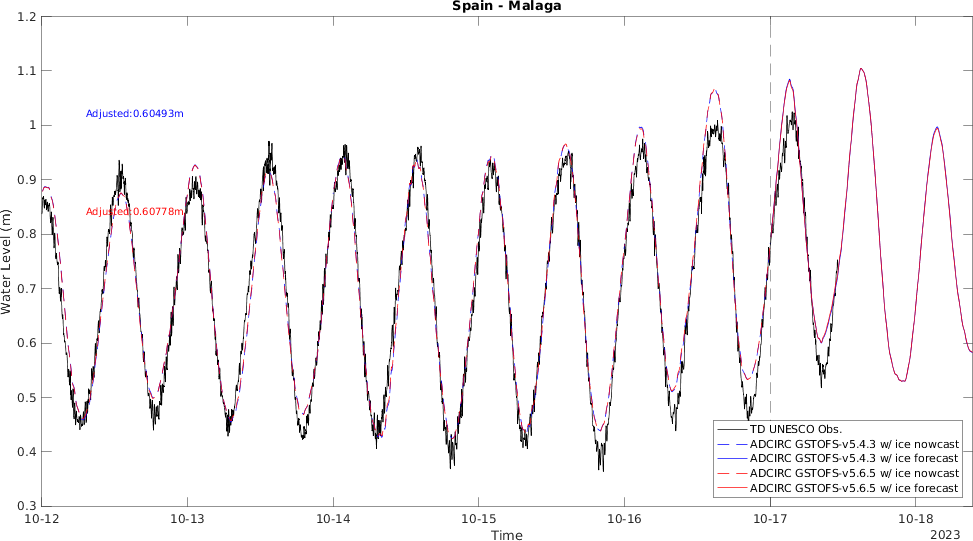 Spain - Malaga
1.2
1.1
1
0.9
0.8
0.7
0.6
0.5
0.4
0.3
Water Level (m)
Adjusted:0.60493m
Adjusted:0.60778m
TD UNESCO Obs.
ADCIRC GSTOFS-v5.4.3 w/ ice nowcast
ADCIRC GSTOFS-v5.4.3 w/ ice forecast
ADCIRC GSTOFS-v5.6.5 w/ ice nowcast
ADCIRC GSTOFS-v5.6.5 w/ ice forecast
10-12 10-13 10-14 10-15 10-16 10-17 10-18
Time
2023